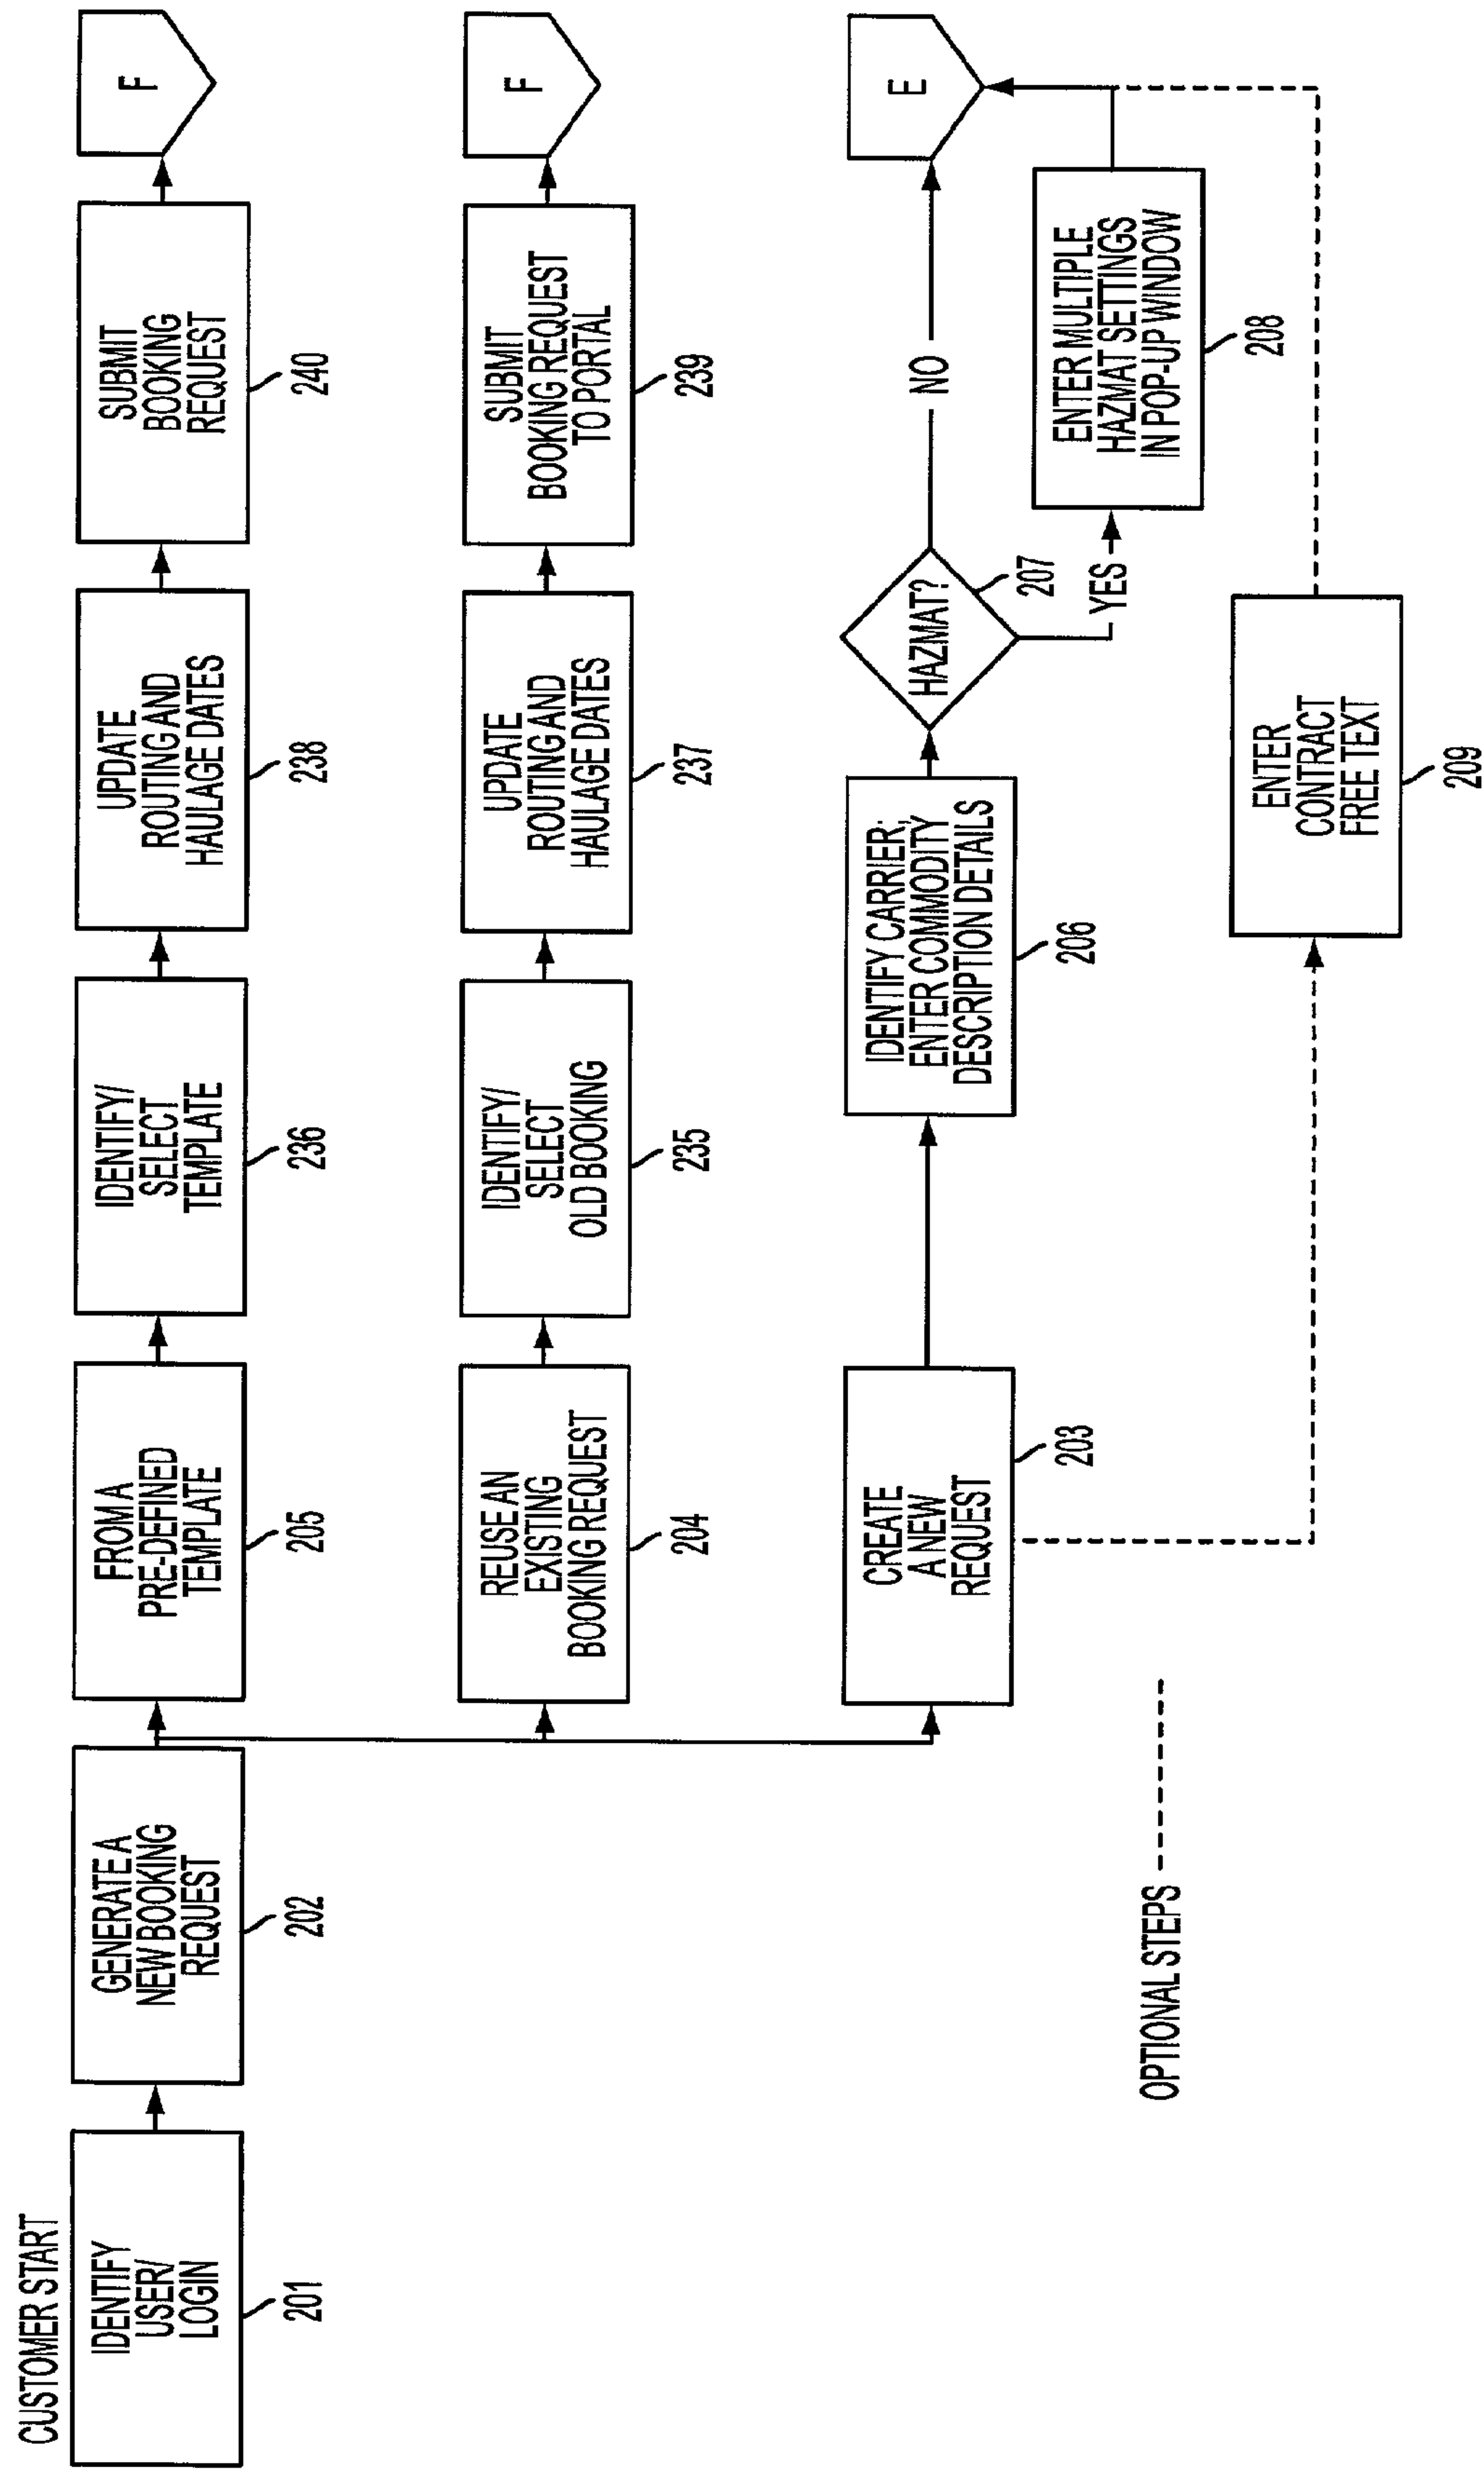 CUSTOMER START
IDENTIFY
USER/
LOGIN
201
GENERATE A
NEW BOOKING
REQUEST
202
FROM A
PRE-DEFINED
TEMPLATE
205
IDENTIFY/
SELECT
TEMPLATE
236
UPDATE
ROUTING AND
HAULAGE DATES
238
SUBMIT
BOOKING
REQUEST
240
F
REUSE AN
EXISTING
BOOKING REQUEST
204
IDENTIFY/
SELECT
OLD BOOKING
235
UPDATE
ROUTING AND
HAULAGE DATES
237
SUBMIT
BOOKING REQUEST
TO PORTAL
239
F
CREATE
A NEW
REQUEST
203
IDENTIFY CARRIER;
ENTER COMMODITY
DESCRIPTION DETAILS
206
HAZMAT?
207
NO
YES
ENTER MULTIPLE
HAZMAT SETTINGS
IN POP-UP WINDOW
208
E
ENTER
CONTRACT
FREE TEXT
209
OPTIONAL STEPS